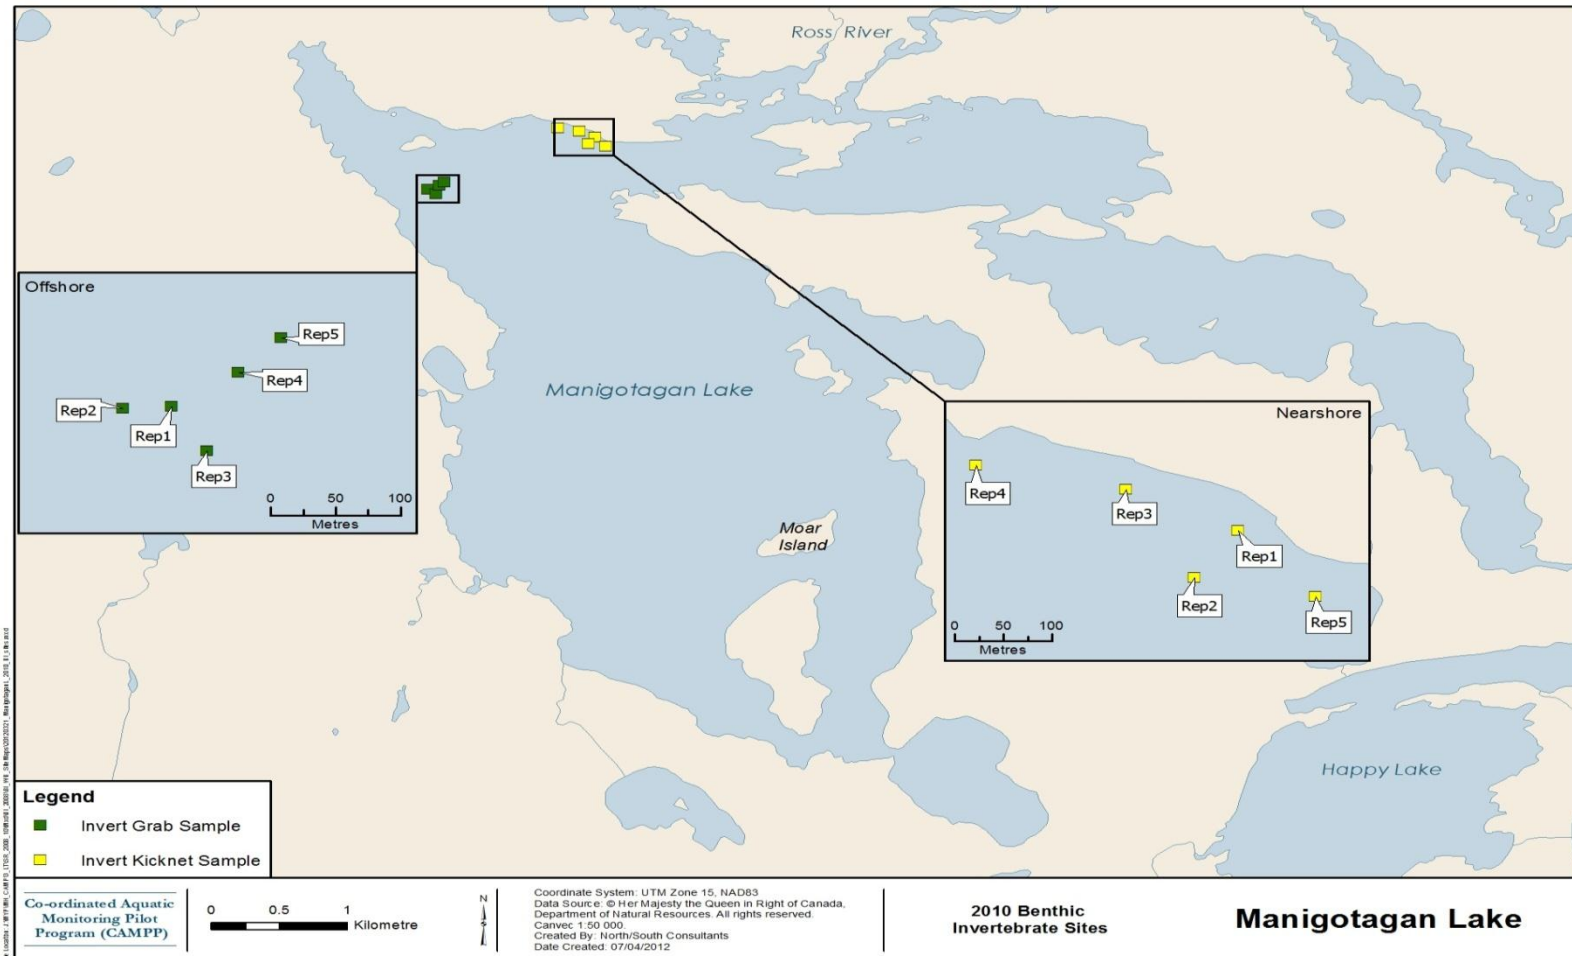 Ross River
Offshore
Rep5
Rep4
Rep2
Rep1
Rep3
0 50 100
Metres
Manigotagan Lake
Moar
Island
Nearshore
Rep4
Rep3
Rep1
Rep2
Rep5
0 50 100
Metres
Happy Lake
Legend
Invert Grab Sample
Invert Kicknet Sample
Co-ordinated Aquatic
Monitoring Pilot
Program (CAMPP)
0 0.5 1
Kilometre
N
Coordinate System: UTM Zone 15, NAD83
Data Source: © Her Majesty the Queen in Right of Canada,
Department of Natural Resources. All rights reserved.
Canvec 1:50 000.
Created By: North/South Consultants
Date Created: 07/04/2012
2010 Benthic
Invertebrate Sites
Manigotagan Lake